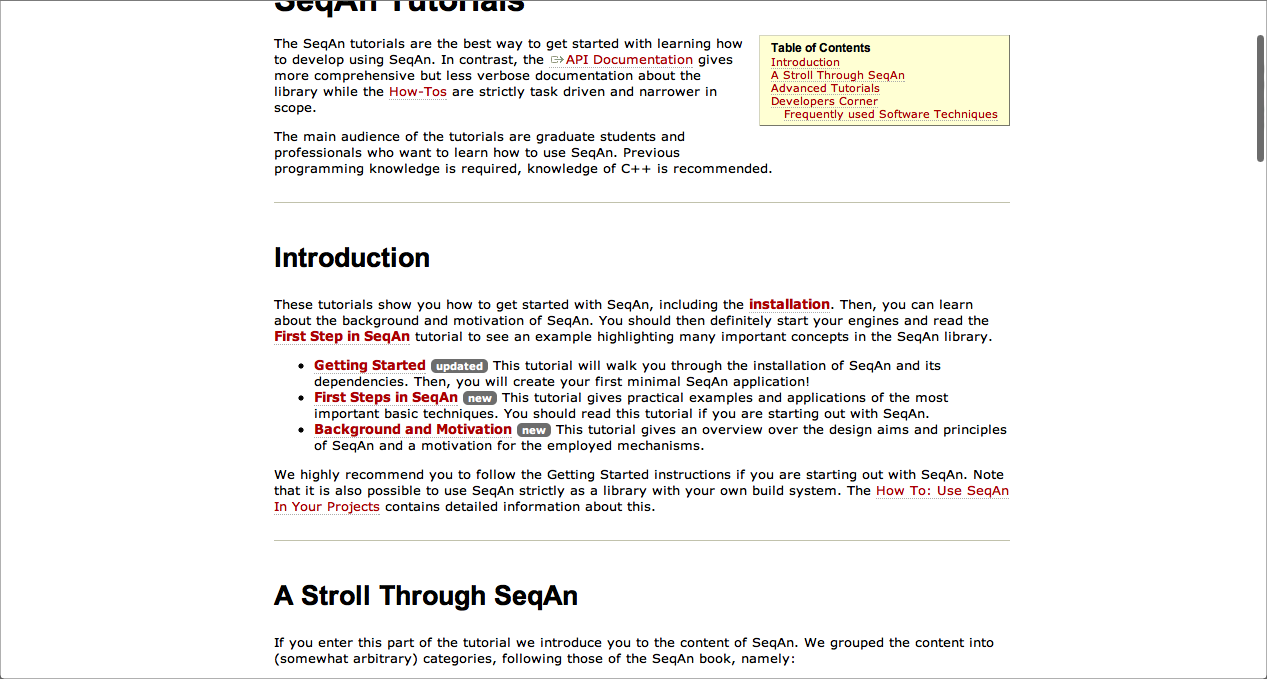 SeqAn Tutorials
The SeqAn tutorials are the best way to get started with learning how
to develop using SeqAn. In contrast, the API Documentation gives
more comprehensive but less verbose documentation about the
library while the How-Tos are strictly task driven and narrower in
scope.
Table of Contents
Introduction
A Stroll Through SeqAn
Advanced Tutorials
Developers Corner
Frequently used Software Techniques
The main audience of the tutorials are graduate students and
professionals who want to learn how to use SeqAn. Previous
programming knowledge is required, knowledge of C++ is recommended.
Introduction
These tutorials show you how to get started with SeqAn, including the installation. Then, you can learn
about the background and motivation of SeqAn. You should then definitely start your engines and read the
First Step in SeqAn tutorial to see an example highlighting many important concepts in the SeqAn library.
• Getting Started updated This tutorial will walk you through the installation of SeqAn and its
dependencies. Then, you will create your first minimal SeqAn application!
• First Steps in SeqAn new This tutorial gives practical examples and applications of the most
important basic techniques. You should read this tutorial if you are starting out with SeqAn.
• Background and Motivation new This tutorial gives an overview over the design aims and principles
of SeqAn and a motivation for the employed mechanisms.
We highly recommend you to follow the Getting Started instructions if you are starting out with SeqAn. Note
that it is also possible to use SeqAn strictly as a library with your own build system. The How To: Use SeqAn
In Your Projects contains detailed information about this.
A Stroll Through SeqAn
If you enter this part of the tutorial we introduce you to the content of SeqAn. We grouped the content into
(somewhat arbitrary) categories, following those of the SeqAn book, namely: